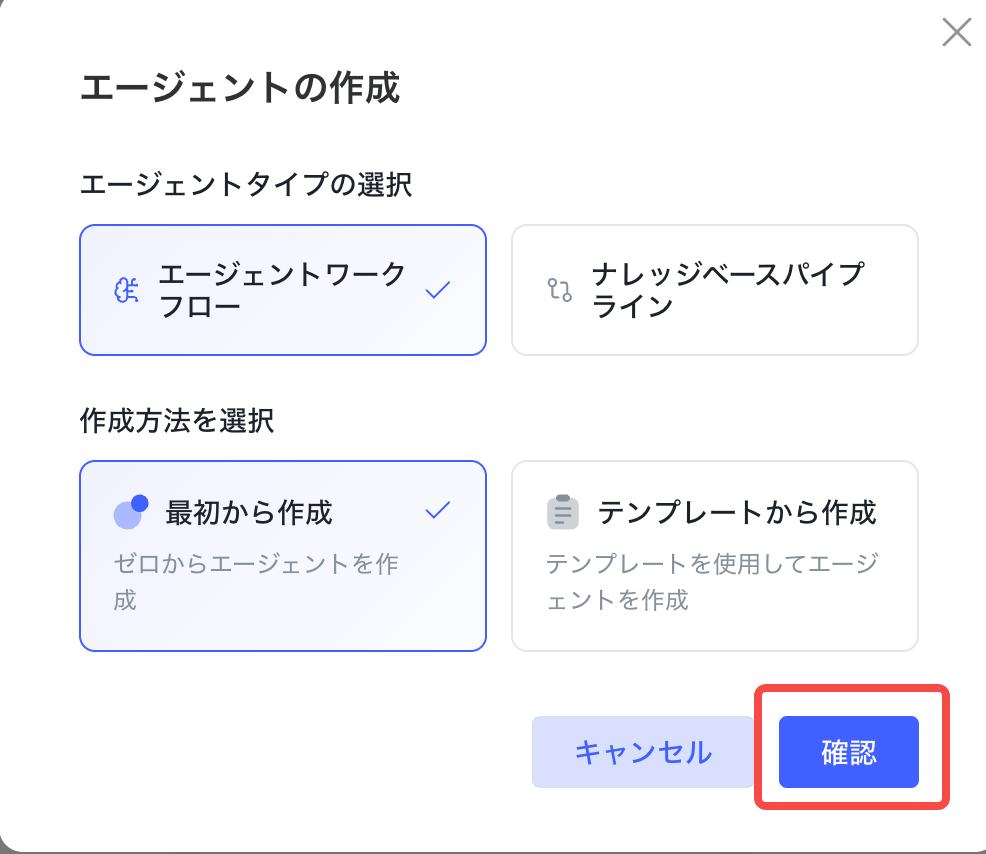 エージェントの作成
エージェントタイプの選択
エージェントワーク
フロー
ナレッジベースパイプ
ライン
作成方法を選択
最初から作成
ゼロからエージェントを作
成
テンプレートから作成
テンプレートを使用してエージ
ェントを作成
キャンセル
確認